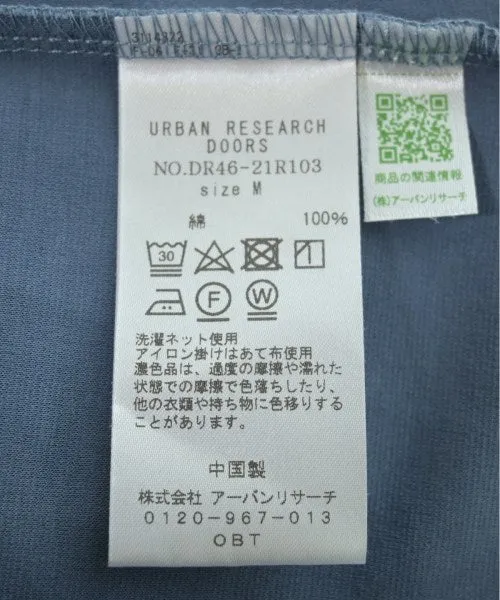 3114322
URBAN RESEARCH
DOORS
NO.DR46-21R103
size M
綿 100%
30
F
W
洗濯ネット使用
アイロン掛けはあて布使用
濃色品は、過度の摩擦や濡れた
状態での摩擦で色落ちしたり、
他の衣類や持ち物に色移りする
ことがあります。
中国製
株式会社 アーバンリサーチ
0120-967-013
OBT
商品の関連情報
(株)アーバンリサーチ